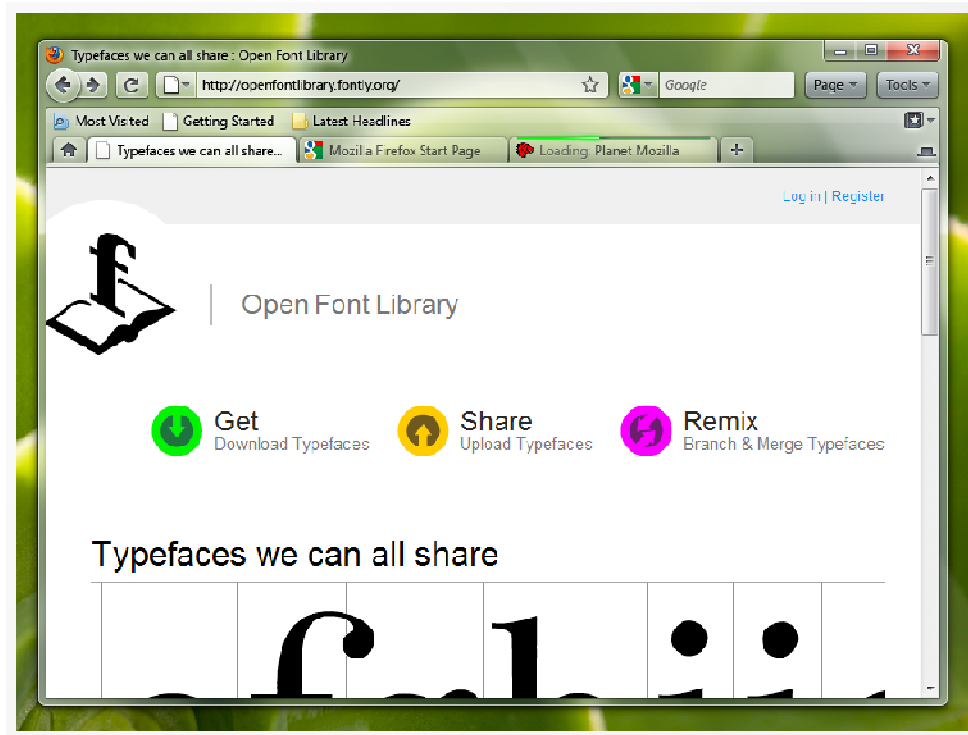 Typefaces we can all share : Open Font Library
http://openfontlibrary.fontly.org/ Google Page Tools
Most Visited Getting Started Latest Headlines
Typefaces we can all share... Mozilla Firefox Start Page Loading: Planet Mozilla
Log in | Register
f
Open Font Library
Get Share Remix
Download Typefaces Upload Typefaces Branch & Merge Typefaces
Typefaces we can all share